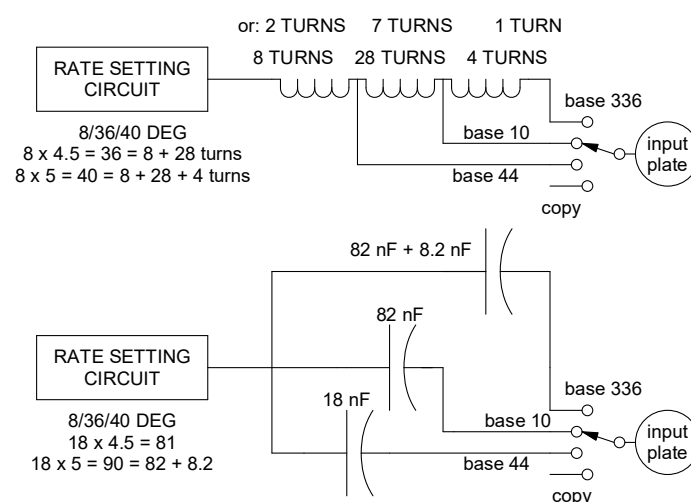 or: 2 TURNS 7 TURNS 1 TURN
8 TURNS 28 TURNS 4 TURNS
RATE SETTING
CIRCUIT
8/36/40 DEG
8 x 4.5 = 36 = 8 + 28 turns
8 x 5 = 40 = 8 + 28 + 4 turns
base 336
base 10
base 44
copy
input
plate
82 nF + 8.2 nF
82 nF
18 nF
RATE SETTING
CIRCUIT
8/36/40 DEG
18 x 4.5 = 81
18 x 5 = 90 = 82 + 8.2
base 336
base 10
base 44
copy
input
plate